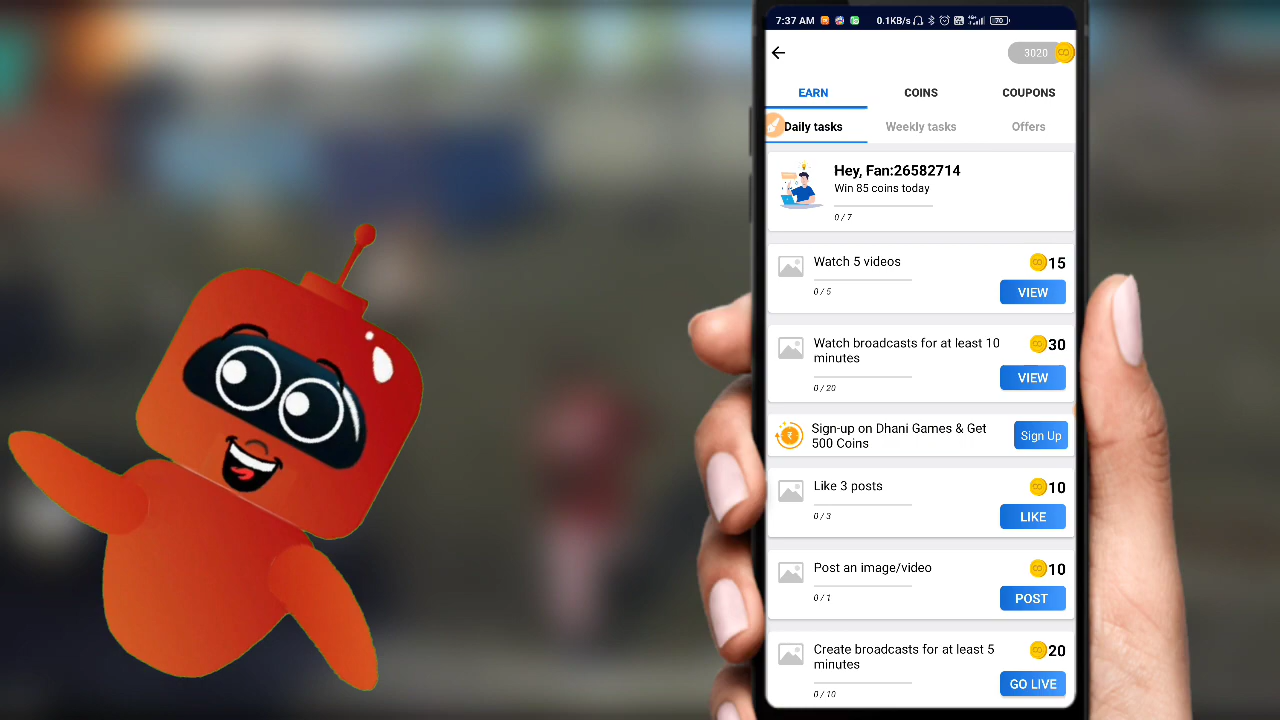 7:37 AM 0.1KB/s 70
3020
EARN COINS COUPONS
Daily tasks Weekly tasks Offers
Hey, Fan:26582714
Win 85 coins today
0 / 7
Watch 5 videos 15
0 / 5 VIEW
Watch broadcasts for at least 10 30
minutes
0 / 20 VIEW
Sign-up on Dhani Games & Get
500 Coins
Sign Up
Like 3 posts 10
0 / 3 LIKE
Post an image/video 10
0 / 1 POST
Create broadcasts for at least 5 20
minutes
0 / 10 GO LIVE